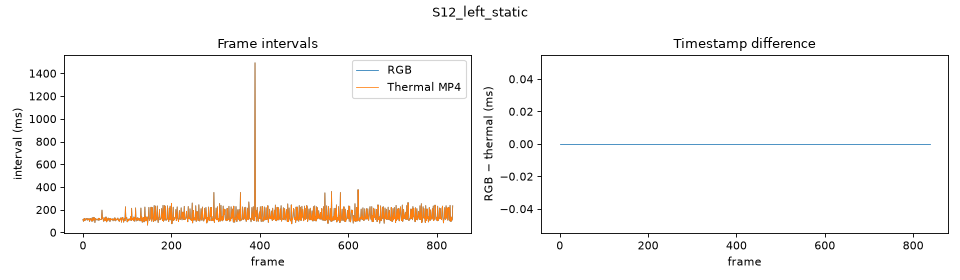 S12_left_static
Frame intervals
interval (ms)
1400
1200
1000
800
600
400
200
0
0 200 400 600 800
frame
RGB
Thermal MP4
Timestamp difference
RGB − thermal (ms)
0.04
0.02
0.00
−0.02
−0.04
0 200 400 600 800
frame